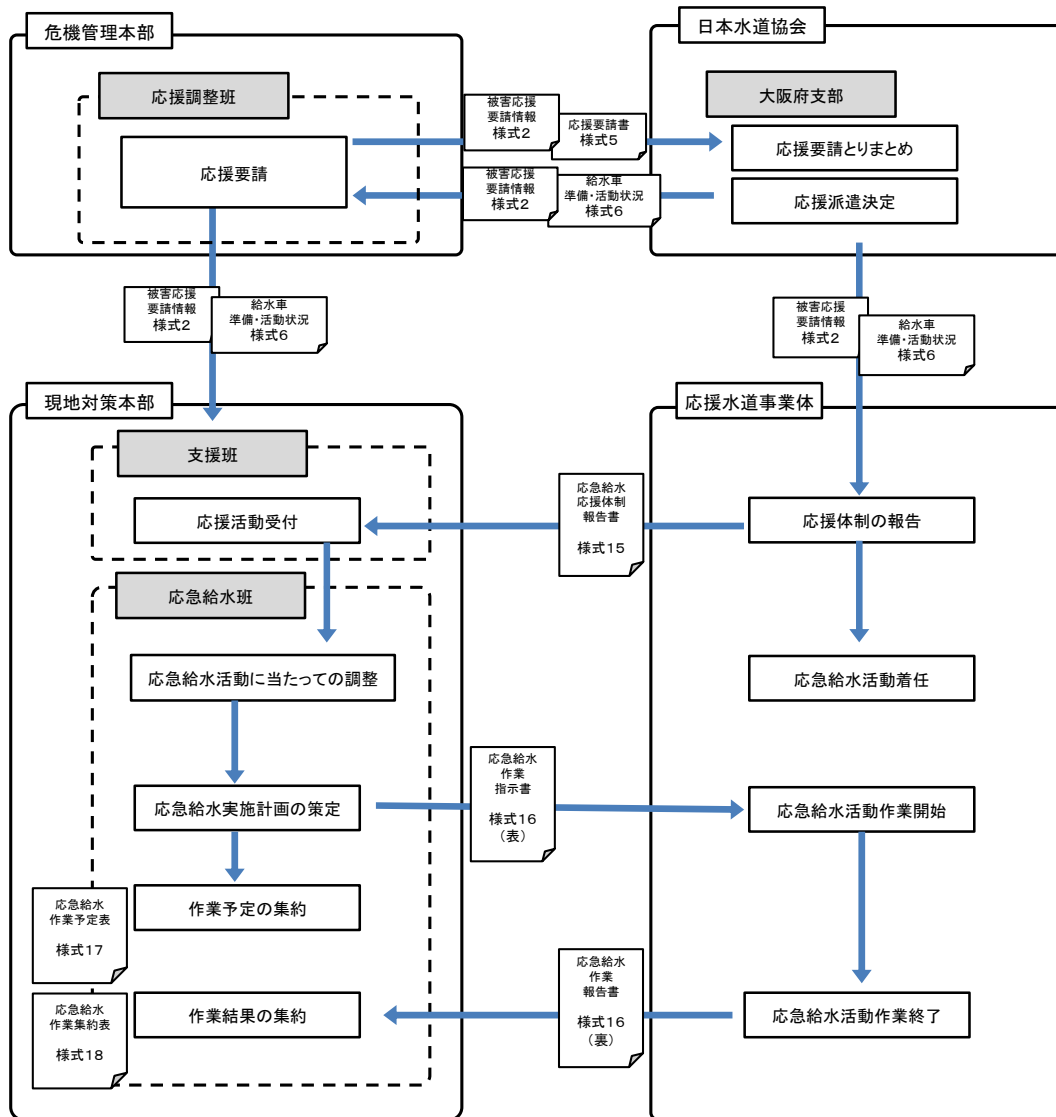 危機管理本部
日本水道協会
応援調整班
大阪府支部
被害応援
要請情報
様式2
応援要請書
様式5
応援要請
応援要請とりまとめ
被害応援
要請情報
様式2
給水車
準備・活動状況
様式6
応援派遣決定
被害応援
要請情報
様式2
給水車
準備・活動状況
様式6
被害応援
要請情報
様式2
給水車
準備・活動状況
様式6
現地対策本部
応援水道事業体
支援班
応急給水
応援体制
報告書
様式15
応援活動受付
応援体制の報告
応急給水班
応急給水活動に当たっての調整
応急給水活動着任
応急給水
作業
指示書
様式16
(表)
応急給水実施計画の策定
応急給水活動作業開始
応急給水
作業予定表
様式17
作業予定の集約
応急給水
作業
報告書
様式16
(裏)
応急給水
作業集約表
様式18
作業結果の集約
応急給水活動作業終了